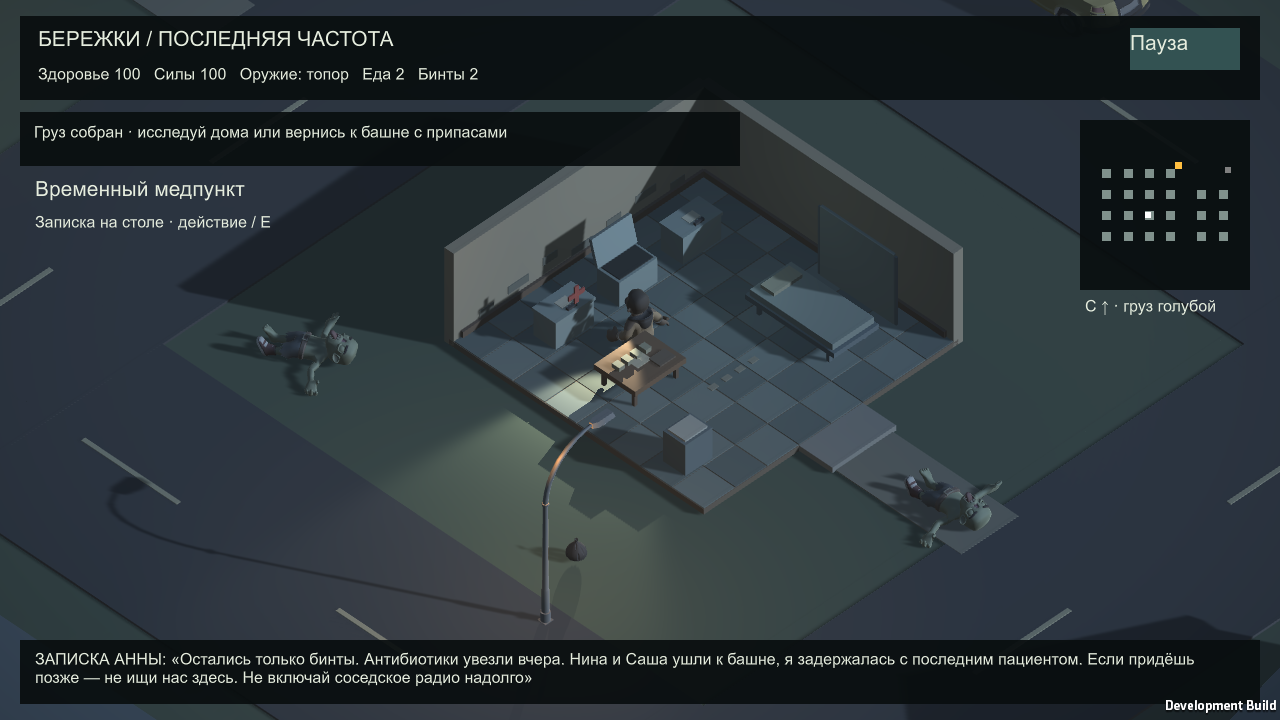 БЕРЕЖКИ / ПОСЛЕДНЯЯ ЧАСТОТА
Пауза
Здоровье 100 Силы 100 Оружие: топор Еда 2 Бинты 2
Груз собран · исследуй дома или вернись к башне с припасами
Временный медпункт
Записка на столе · действие / E
С ↑ · груз голубой
ЗАПИСКА АННЫ: «Остались только бинты. Антибиотики увезли вчера. Нина и Саша ушли к башне, я задержалась с последним пациентом. Если придёшь
позже — не ищи нас здесь. Не включай соседское радио надолго»
Development Build